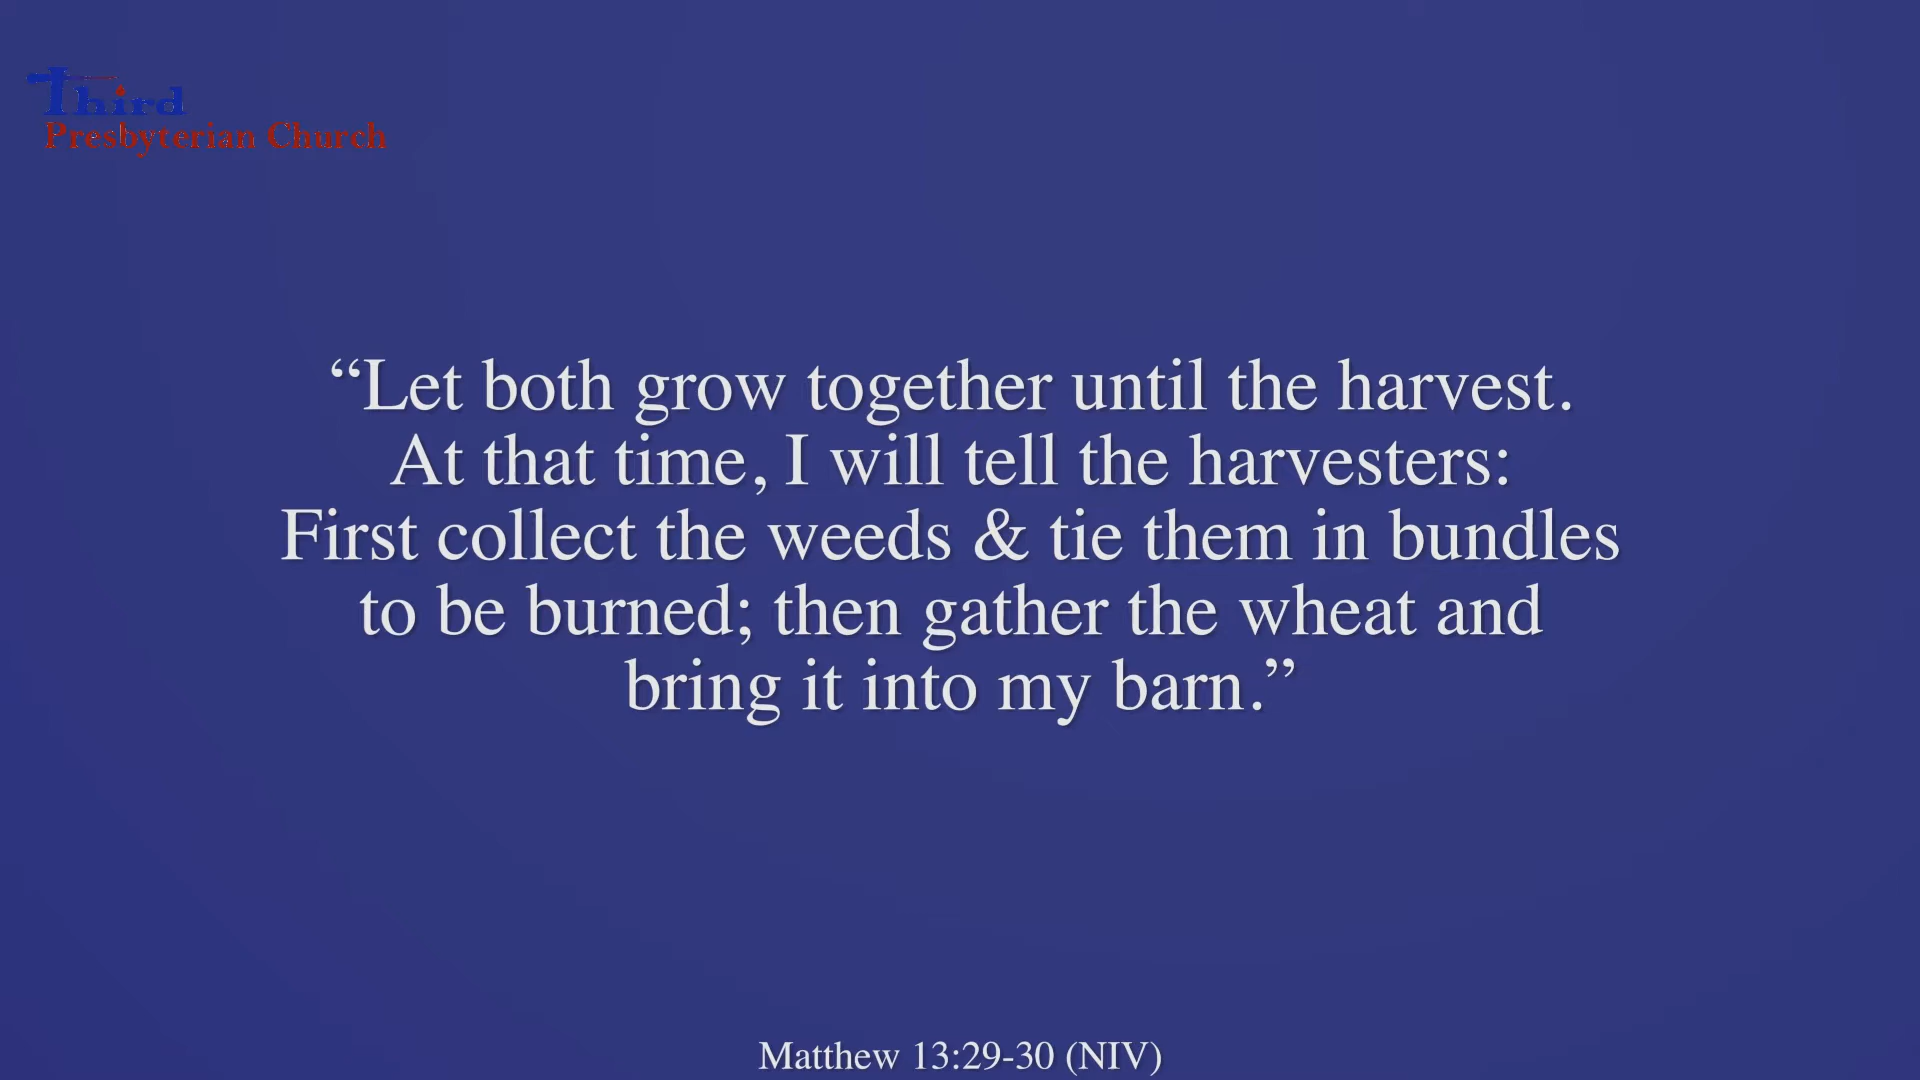 Third
Presbyterian Church
“Let both grow together until the harvest.
At that time, I will tell the harvesters:
First collect the weeds & tie them in bundles
to be burned; then gather the wheat and
bring it into my barn.”
Matthew 13:29-30 (NIV)